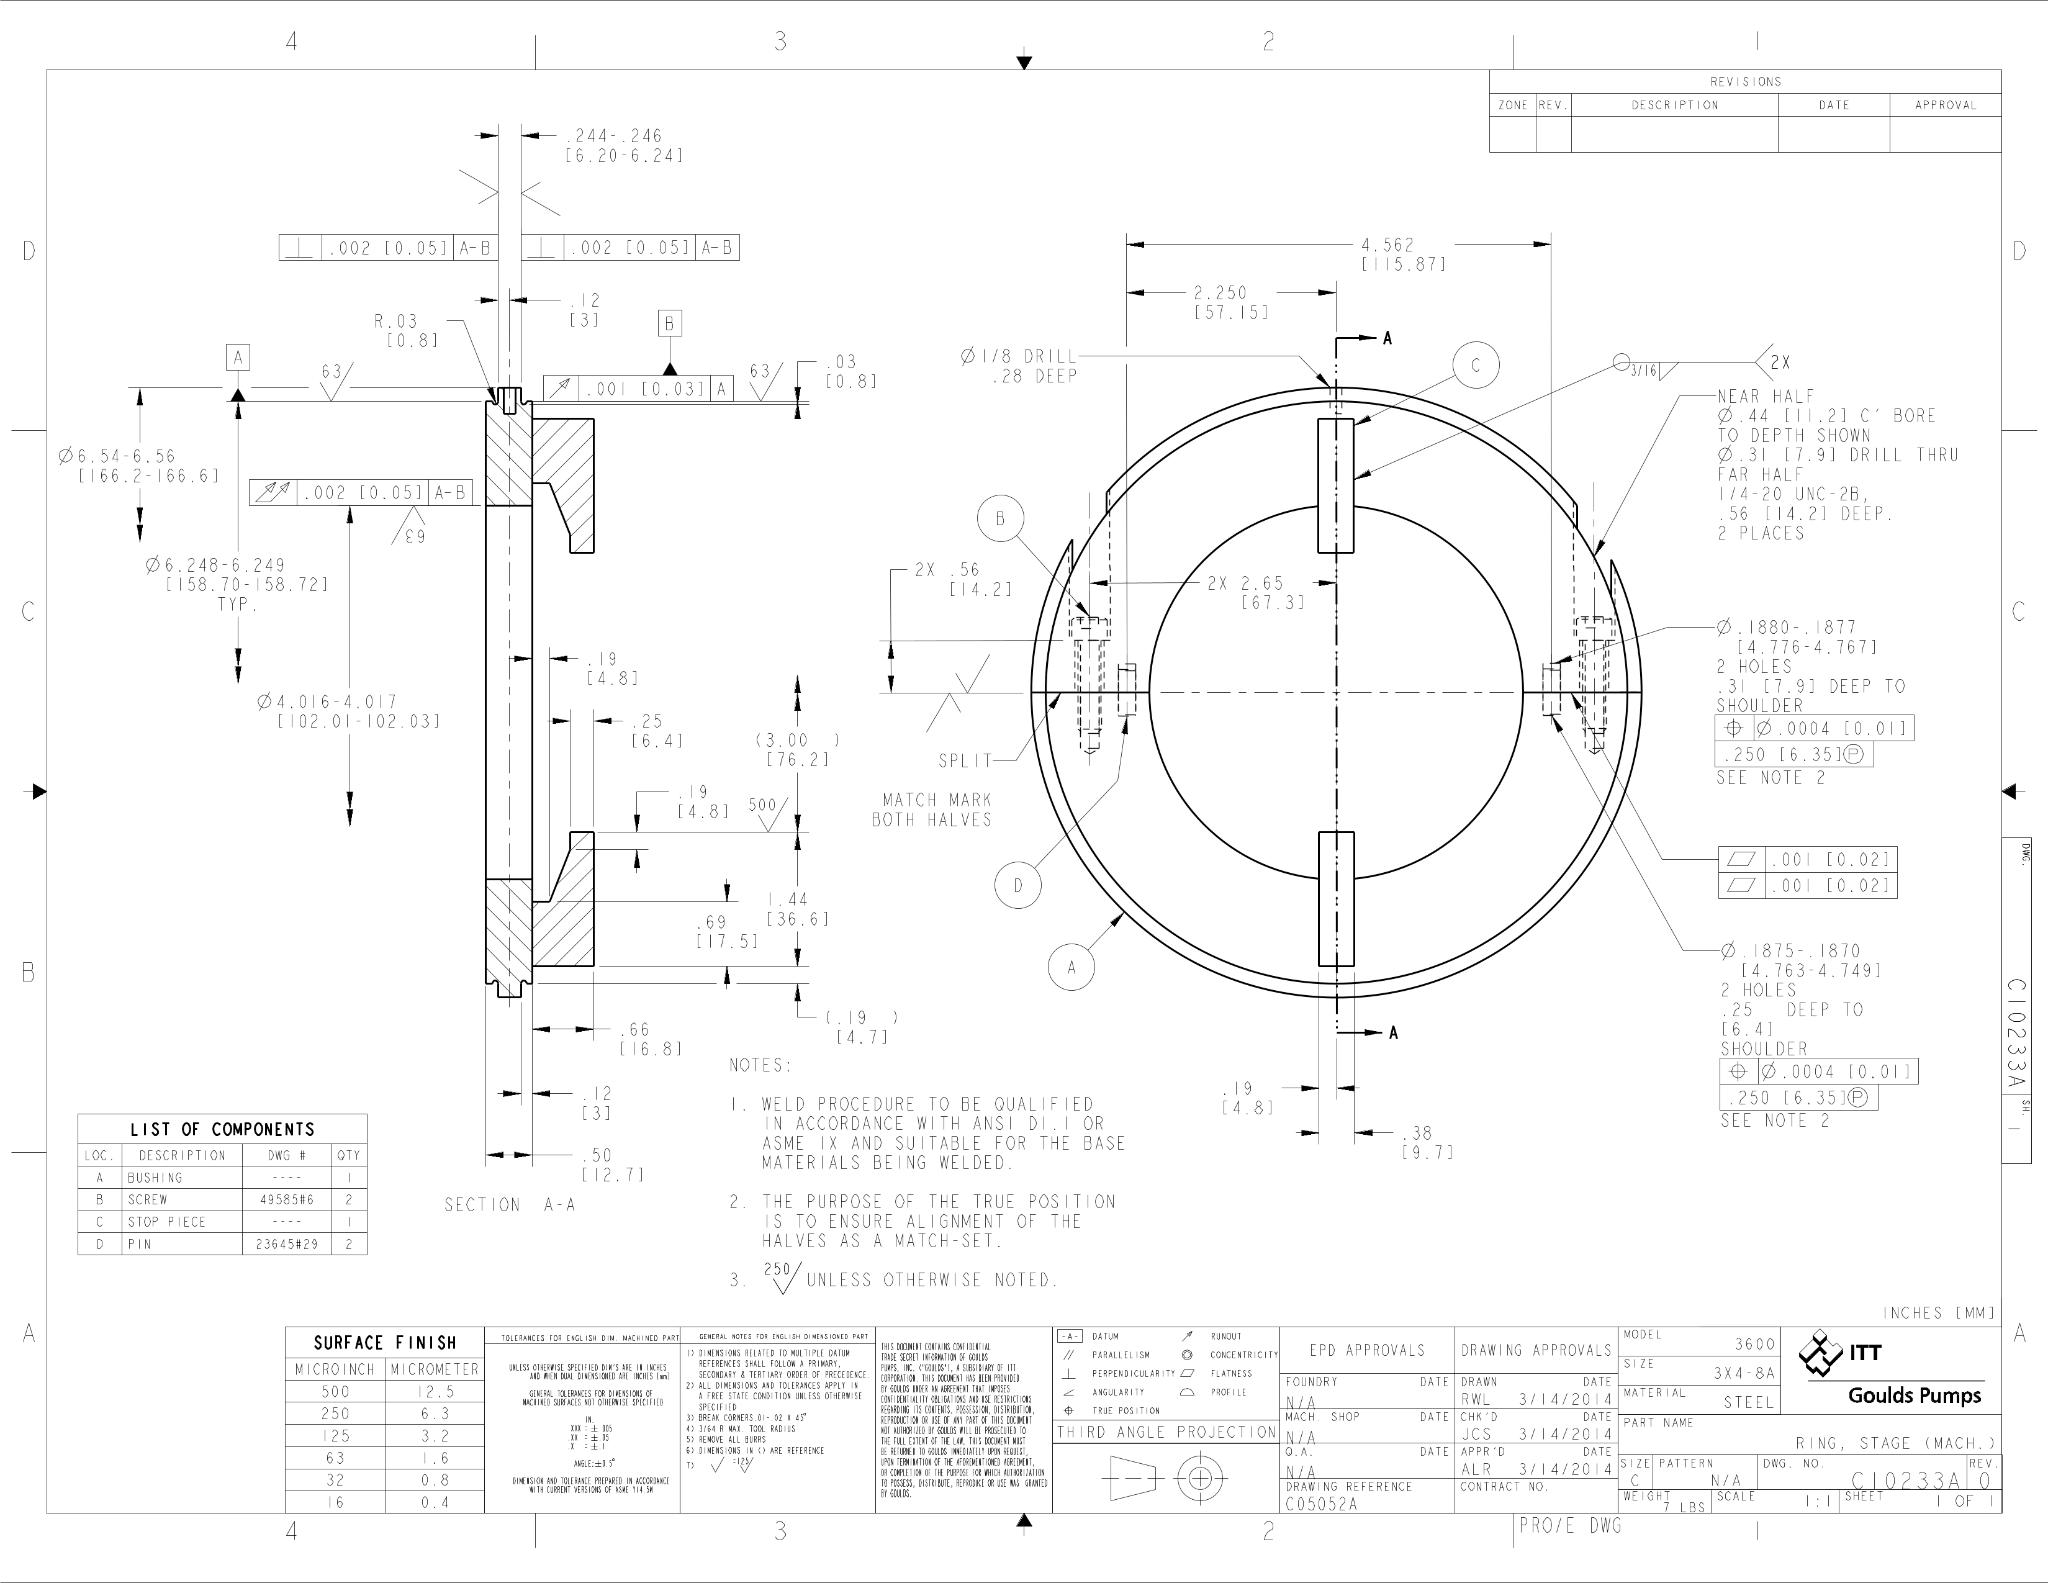 4 3 2 1
REVISIONS
ZONE REV. DESCRIPTION DATE APPROVAL
D
D
C
C
B
B
A
A
.244-.246
[6.20-6.24]
⊥ .002 [0.05] A-B
⊥ .002 [0.05] A-B
.12
[3]
R.03
[0.8]
A
B
63
.001 [0.03] A
63
.03
[0.8]
Ø6.54-6.56
[166.2-166.6]
.002 [0.05] A-B
63
Ø6.248-6.249
[158.70-158.72]
TYP.
Ø4.016-4.017
[102.01-102.03]
.19
[4.8]
.25
[6.4]
(3.00 )
[76.2]
.19
[4.8]
500
1.44
[36.6]
.69
[17.5]
(.19 )
[4.7]
.66
[16.8]
.12
[3]
.50
[12.7]
SECTION A-A
4.562
[115.87]
2.250
[57.15]
A
Ø1/8 DRILL
.28 DEEP
C
3/16 2X
NEAR HALF
Ø.44 [11.2] C' BORE
TO DEPTH SHOWN
Ø.31 [7.9] DRILL THRU
FAR HALF
1/4-20 UNC-2B,
.56 [14.2] DEEP.
2 PLACES
B
2X .56
[14.2]
2X 2.65
[67.3]
Ø.1880-.1877
[4.776-4.767]
2 HOLES
.31 [7.9] DEEP TO
SHOULDER
⌖ Ø.0004 [0.01]
.250 [6.35]Ⓟ
SEE NOTE 2
SPLIT
MATCH MARK
BOTH HALVES
D
A
.001 [0.02]
.001 [0.02]
Ø.1875-.1870
[4.763-4.749]
2 HOLES
.25 DEEP TO
[6.4]
SHOULDER
⌖ Ø.0004 [0.01]
.250 [6.35]Ⓟ
SEE NOTE 2
A
.19
[4.8]
.38
[9.7]
DWG.
C10233A
SH.
1
NOTES:
1. WELD PROCEDURE TO BE QUALIFIED
IN ACCORDANCE WITH ANSI D1.1 OR
ASME IX AND SUITABLE FOR THE BASE
MATERIALS BEING WELDED.
2. THE PURPOSE OF THE TRUE POSITION
IS TO ENSURE ALIGNMENT OF THE
HALVES AS A MATCH-SET.
3. 250 UNLESS OTHERWISE NOTED.
LIST OF COMPONENTS
LOC. DESCRIPTION DWG # QTY
A BUSHING ---- 1
B SCREW 49585#6 2
C STOP PIECE ---- 1
D PIN 23645#29 2
INCHES [MM]
SURFACE FINISH
MICROINCH MICROMETER
500 12.5
250 6.3
125 3.2
63 1.6
32 0.8
16 0.4
TOLERANCES FOR ENGLISH DIM. MACHINED PART
UNLESS OTHERWISE SPECIFIED DIM'S ARE IN INCHES
AND WHEN DUAL DIMENSIONED ARE INCHES [mm]
GENERAL TOLERANCES FOR DIMENSIONS OF
MACHINED SURFACES NOT OTHERWISE SPECIFIED
IN.
XXX = ± .005
XX = ± .05
X = ± .1
ANGLE:±0.5°
DIMENSION AND TOLERANCE PREPARED IN ACCORDANCE
WITH CURRENT VERSIONS OF ASME Y14.5M
GENERAL NOTES FOR ENGLISH DIMENSIONED PART
1) DIMENSIONS RELATED TO MULTIPLE DATUM
REFERENCES SHALL FOLLOW A PRIMARY,
SECONDARY & TERTIARY ORDER OF PRECEDENCE.
2) ALL DIMENSIONS AND TOLERANCES APPLY IN
A FREE STATE CONDITION UNLESS OTHERWISE
SPECIFIED
3) BREAK CORNERS .01-.02 X 45°
4) 3/64 R MAX. TOOL RADIUS
5) REMOVE ALL BURRS
6) DIMENSIONS IN () ARE REFERENCE
7) =125
THIS DOCUMENT CONTAINS CONFIDENTIAL
TRADE SECRET INFORMATION OF GOULDS
PUMPS, INC. ("GOULDS"), A SUBSIDIARY OF ITT
CORPORATION. THIS DOCUMENT HAS BEEN PROVIDED
BY GOULDS UNDER AN AGREEMENT THAT IMPOSES
CONFIDENTIALITY OBLIGATIONS AND USE RESTRICTIONS
REGARDING ITS CONTENTS. POSSESSION, DISTRIBUTION,
REPRODUCTION OR USE OF ANY PART OF THIS DOCUMENT
NOT AUTHORIZED BY GOULDS WILL BE PROSECUTED TO
THE FULL EXTENT OF THE LAW. THIS DOCUMENT MUST
BE RETURNED TO GOULDS IMMEDIATELY UPON REQUEST,
UPON TERMINATION OF THE AFOREMENTIONED AGREEMENT,
OR COMPLETION OF THE PURPOSE FOR WHICH AUTHORIZATION
TO POSSESS, DISTRIBUTE, REPRODUCE OR USE WAS GRANTED
BY GOULDS.
-A- DATUM RUNOUT
PARALLELISM CONCENTRICITY
PERPENDICULARITY FLATNESS
ANGULARITY PROFILE
TRUE POSITION
THIRD ANGLE PROJECTION
EPD APPROVALS
FOUNDRY DATE
N/A
MACH. SHOP DATE
N/A
Q.A. DATE
N/A
DRAWING REFERENCE
C05052A
DRAWING APPROVALS
DRAWN DATE
RWL 3/14/2014
CHK'D DATE
JCS 3/14/2014
APPR'D DATE
ALR 3/14/2014
CONTRACT NO.
MODEL 3600
SIZE 3X4-8A
MATERIAL STEEL
ITT
Goulds Pumps
PART NAME
RING, STAGE (MACH.)
SIZE PATTERN DWG. NO. REV.
C N/A C10233A 0
WEIGHT 7 LBS SCALE 1:1 SHEET 1 OF 1
4 3 2 PRO/E DWG 1